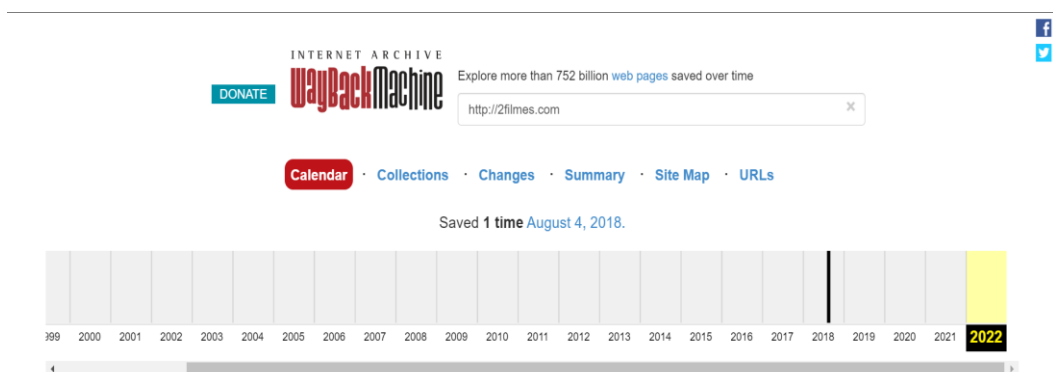 INTERNET ARCHIVE
WayBackMachine
DONATE
Explore more than 752 billion web pages saved over time
http://2filmes.com ×
Calendar · Collections · Changes · Summary · Site Map · URLs
Saved 1 time August 4, 2018.
999 2000 2001 2002 2003 2004 2005 2006 2007 2008 2009 2010 2011 2012 2013 2014 2015 2016 2017 2018 2019 2020 2021 2022